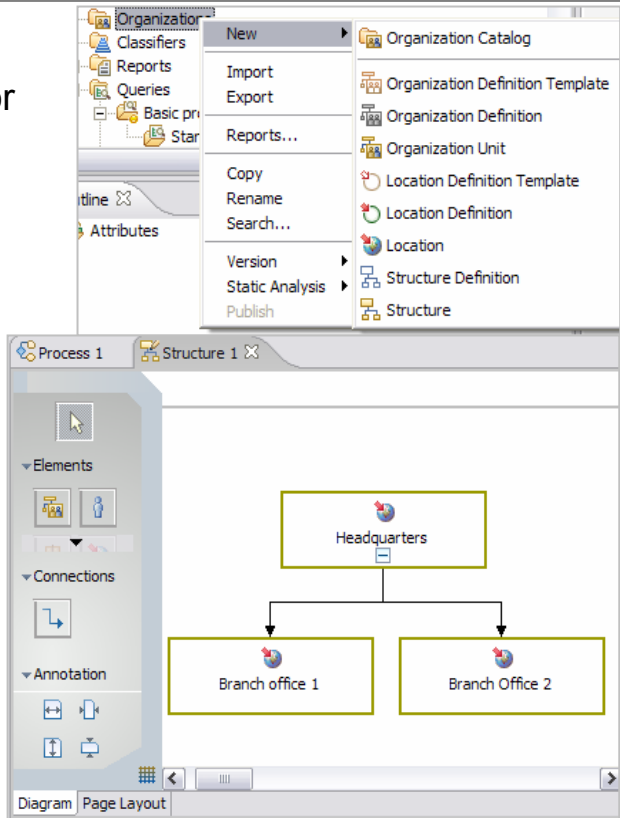 or
Organizations
Classifiers
Reports
Queries
Basic pr
Star
New
Import
Export
Reports...
Copy
Rename
Search...
Version
Static Analysis
Publish
Organization Catalog
Organization Definition Template
Organization Definition
Organization Unit
Location Definition Template
Location Definition
Location
Structure Definition
Structure
tline
Attributes
Process 1
Structure 1
Elements
Connections
Annotation
Headquarters
Branch office 1
Branch Office 2
Diagram
Page Layout